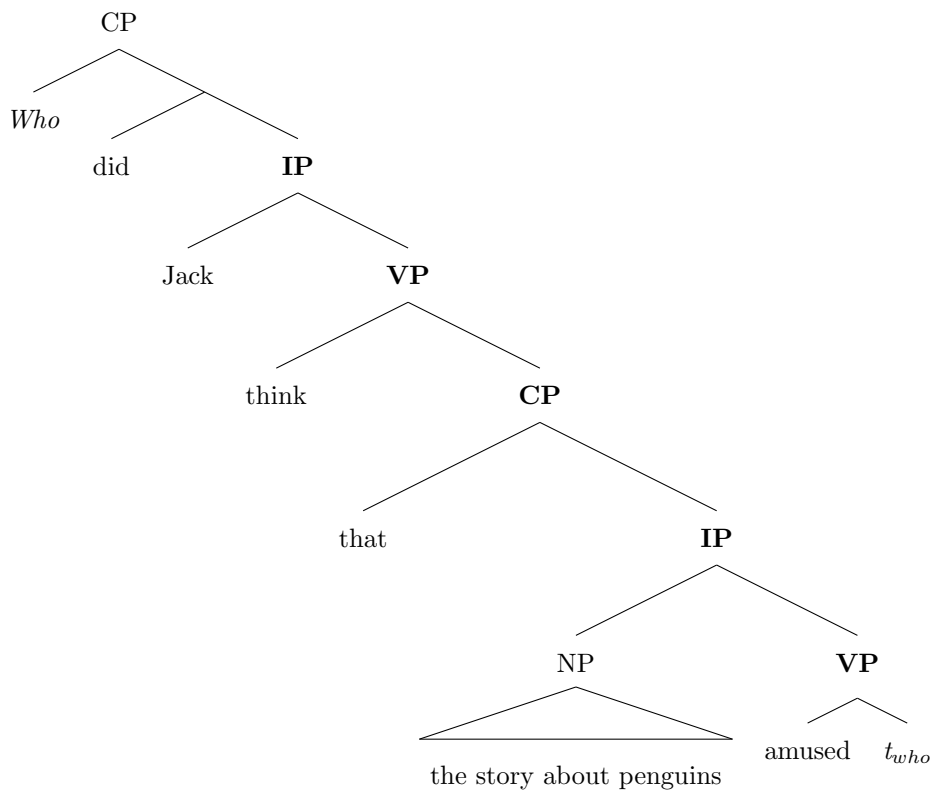 CP
Who
did IP
Jack VP
think CP
that IP
NP VP
amused t_who
the story about penguins